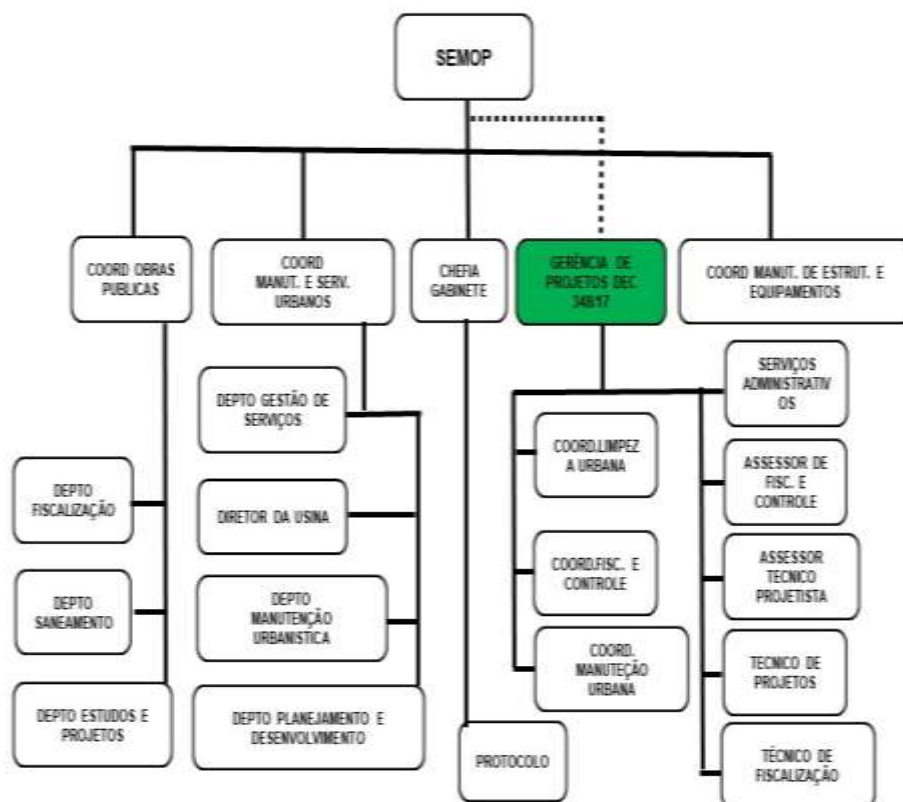 SEMOP
COORD OBRAS
PUBLICAS
COORD
MANUT. E SERV.
URBANOS
CHEFIA
GABINETE
GERÊNCIA DE
PROJETOS DEC
348/17
COORD MANUT. DE ESTRUT. E
EQUIPAMENTOS
DEPTO
FISCALIZAÇÃO
DEPTO
SANEAMENTO
DEPTO ESTUDOS E
PROJETOS
DEPTO GESTÃO DE
SERVIÇOS
DIRETOR DA USINA
DEPTO
MANUTENÇÃO
URBANISTICA
DEPTO PLANEJAMENTO E
DESENVOLVIMENTO
PROTOCOLO
COORD.LIMPEZ
A URBANA
COORD.FISC. E
CONTROLE
COORD.
MANUTEÇÃO
URBANA
SERVIÇOS
ADMINISTRATIV
OS
ASSESSOR DE
FISC. E
CONTROLE
ASSESSOR
TECNICO
PROJETISTA
TECNICO DE
PROJETOS
TÉCNICO DE
FISCALIZAÇÃO